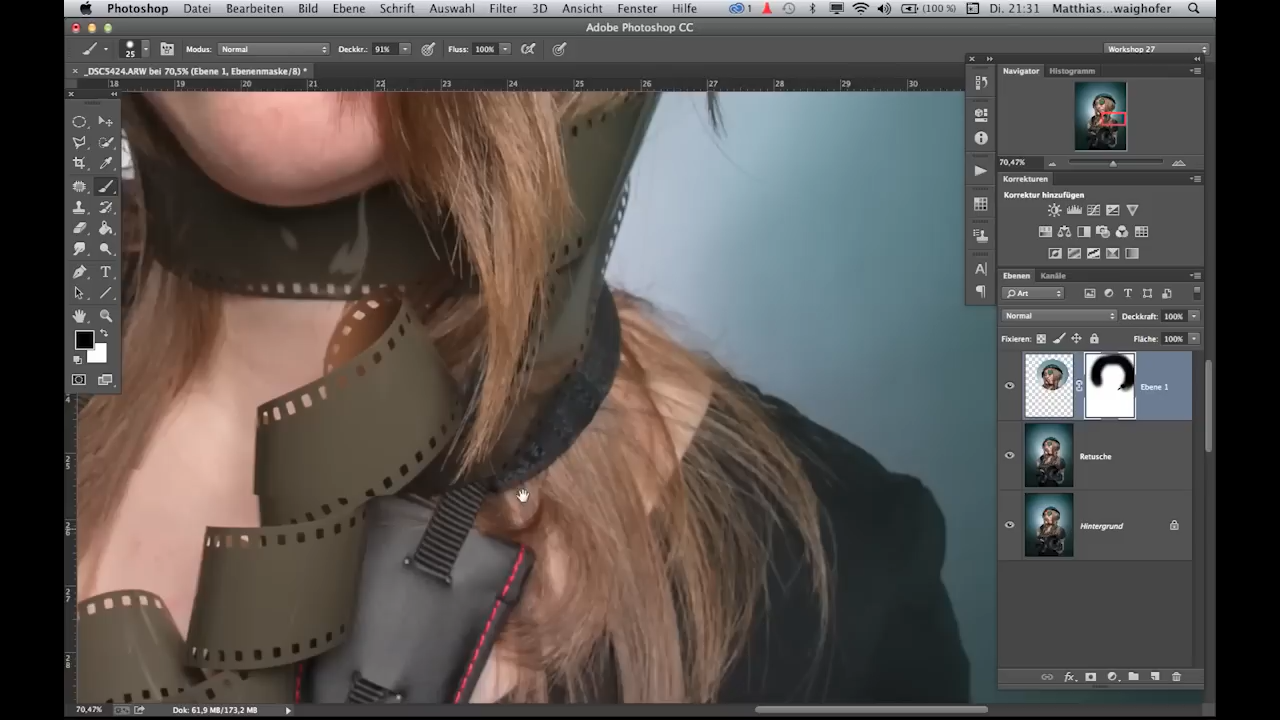 Photoshop Datei Bearbeiten Bild Ebene Schrift Auswahl Filter 3D Ansicht Fenster Hilfe 1 (100 %) Di. 21:31 Matthias...waighofer
Adobe Photoshop CC
25 Modus: Normal Deckkr.: 91% Fluss: 100% Workshop 27
_DSC5424.ARW bei 70,5% (Ebene 1, Ebenenmaske/8) *
18 19 20 21 22 23 24 25 26 27 28 29 30
Navigator Histogramm
70,47%
Korrekturen
Korrektur hinzufügen
Ebenen Kanäle
Art
Normal Deckkraft: 100%
Fixieren: Fläche: 100%
Ebene 1
Retusche
Hintergrund
70,47% Dok: 61,9 MB/173,2 MB